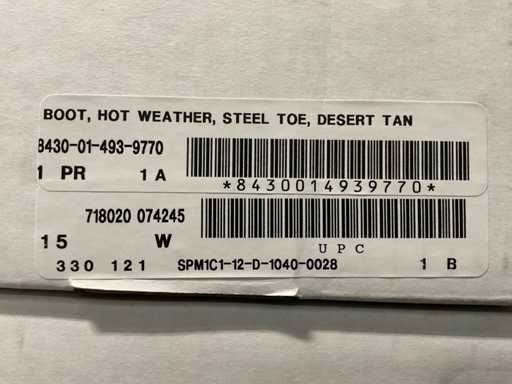 BOOT, HOT WEATHER, STEEL TOE, DESERT TAN
8430-01-493-9770
1 PR 1 A
*8430014939770*
718020 074245
15 W
UPC
330 121 SPM1C1-12-D-1040-0028 1 B